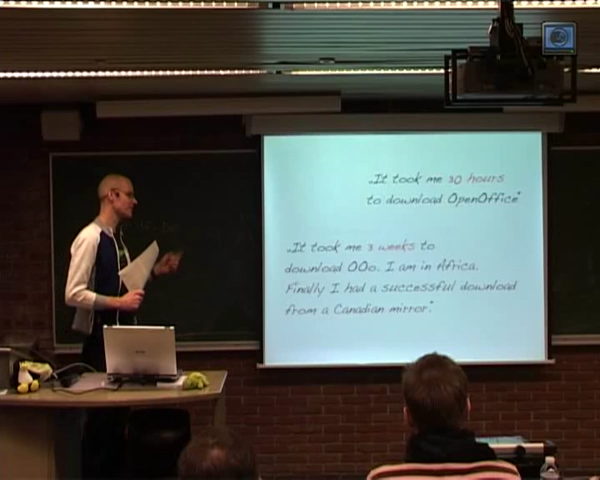 „It took me 30 hours
to download OpenOffice“
„It took me 3 weeks to
download OOo. I am in Africa.
Finally I had a successful download
from a Canadian mirror.“